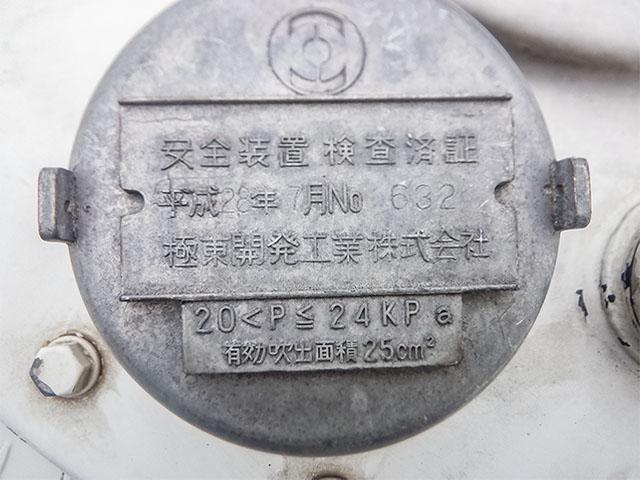 安全装置検査済証
平成28年7月No 632
極東開発工業株式会社
20<P≦24KPa
有効吹出面積25cm²